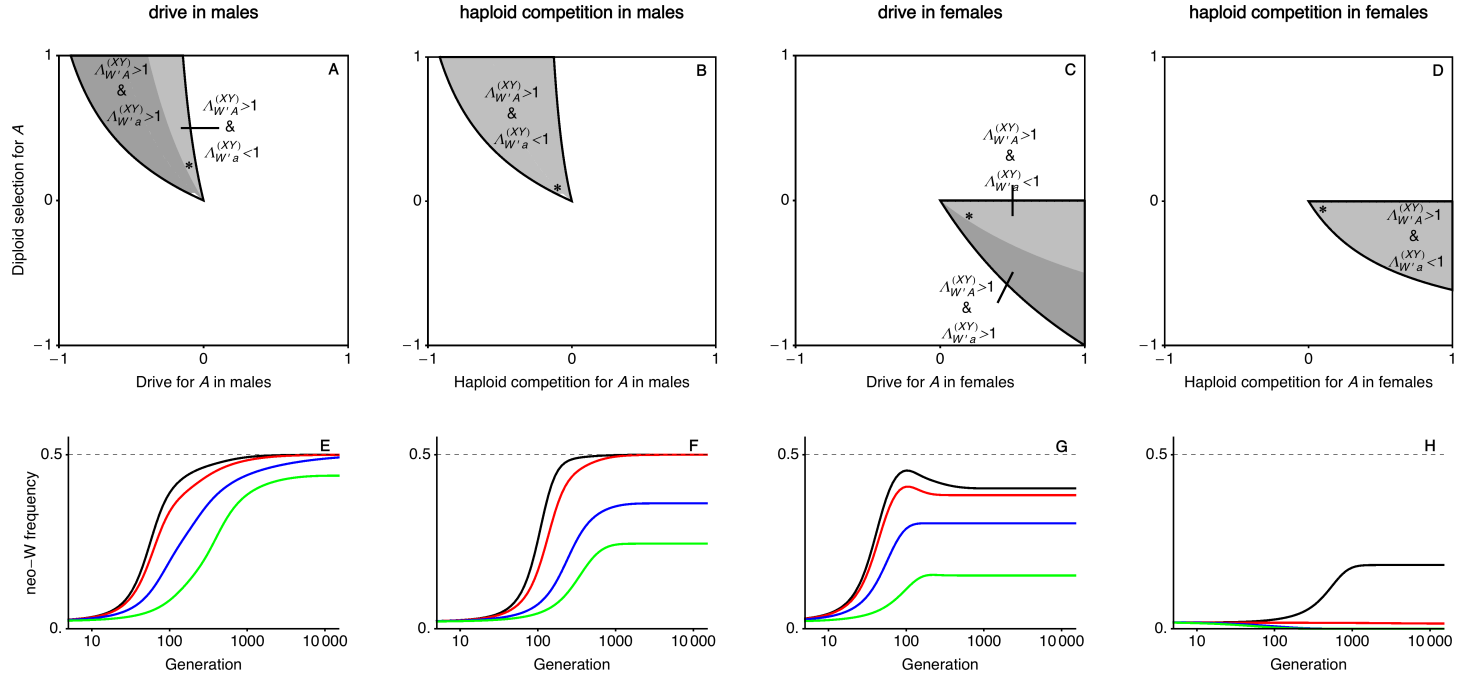 drive in males
haploid competition in males
drive in females
haploid competition in females
Diploid selection for A
1
0
−1
−1
0
1
A
Λ_{W'A}^{(XY)}>1
&
Λ_{W'a}^{(XY)}>1
Λ_{W'A}^{(XY)}>1
&
Λ_{W'a}^{(XY)}<1
*
Drive for A in males
1
0
−1
−1
0
1
B
Λ_{W'A}^{(XY)}>1
&
Λ_{W'a}^{(XY)}<1
*
Haploid competition for A in males
1
0
−1
−1
0
1
C
Λ_{W'A}^{(XY)}>1
&
Λ_{W'a}^{(XY)}<1
*
Λ_{W'A}^{(XY)}>1
&
Λ_{W'a}^{(XY)}>1
Drive for A in females
1
0
−1
−1
0
1
D
*
Λ_{W'A}^{(XY)}>1
&
Λ_{W'a}^{(XY)}<1
Haploid competition for A in females
neo−W frequency
0.5
0.
E
10 100 1000 10 000
Generation
0.5
0.
F
10 100 1000 10 000
Generation
0.5
0.
G
10 100 1000 10 000
Generation
0.5
0.
H
10 100 1000 10 000
Generation